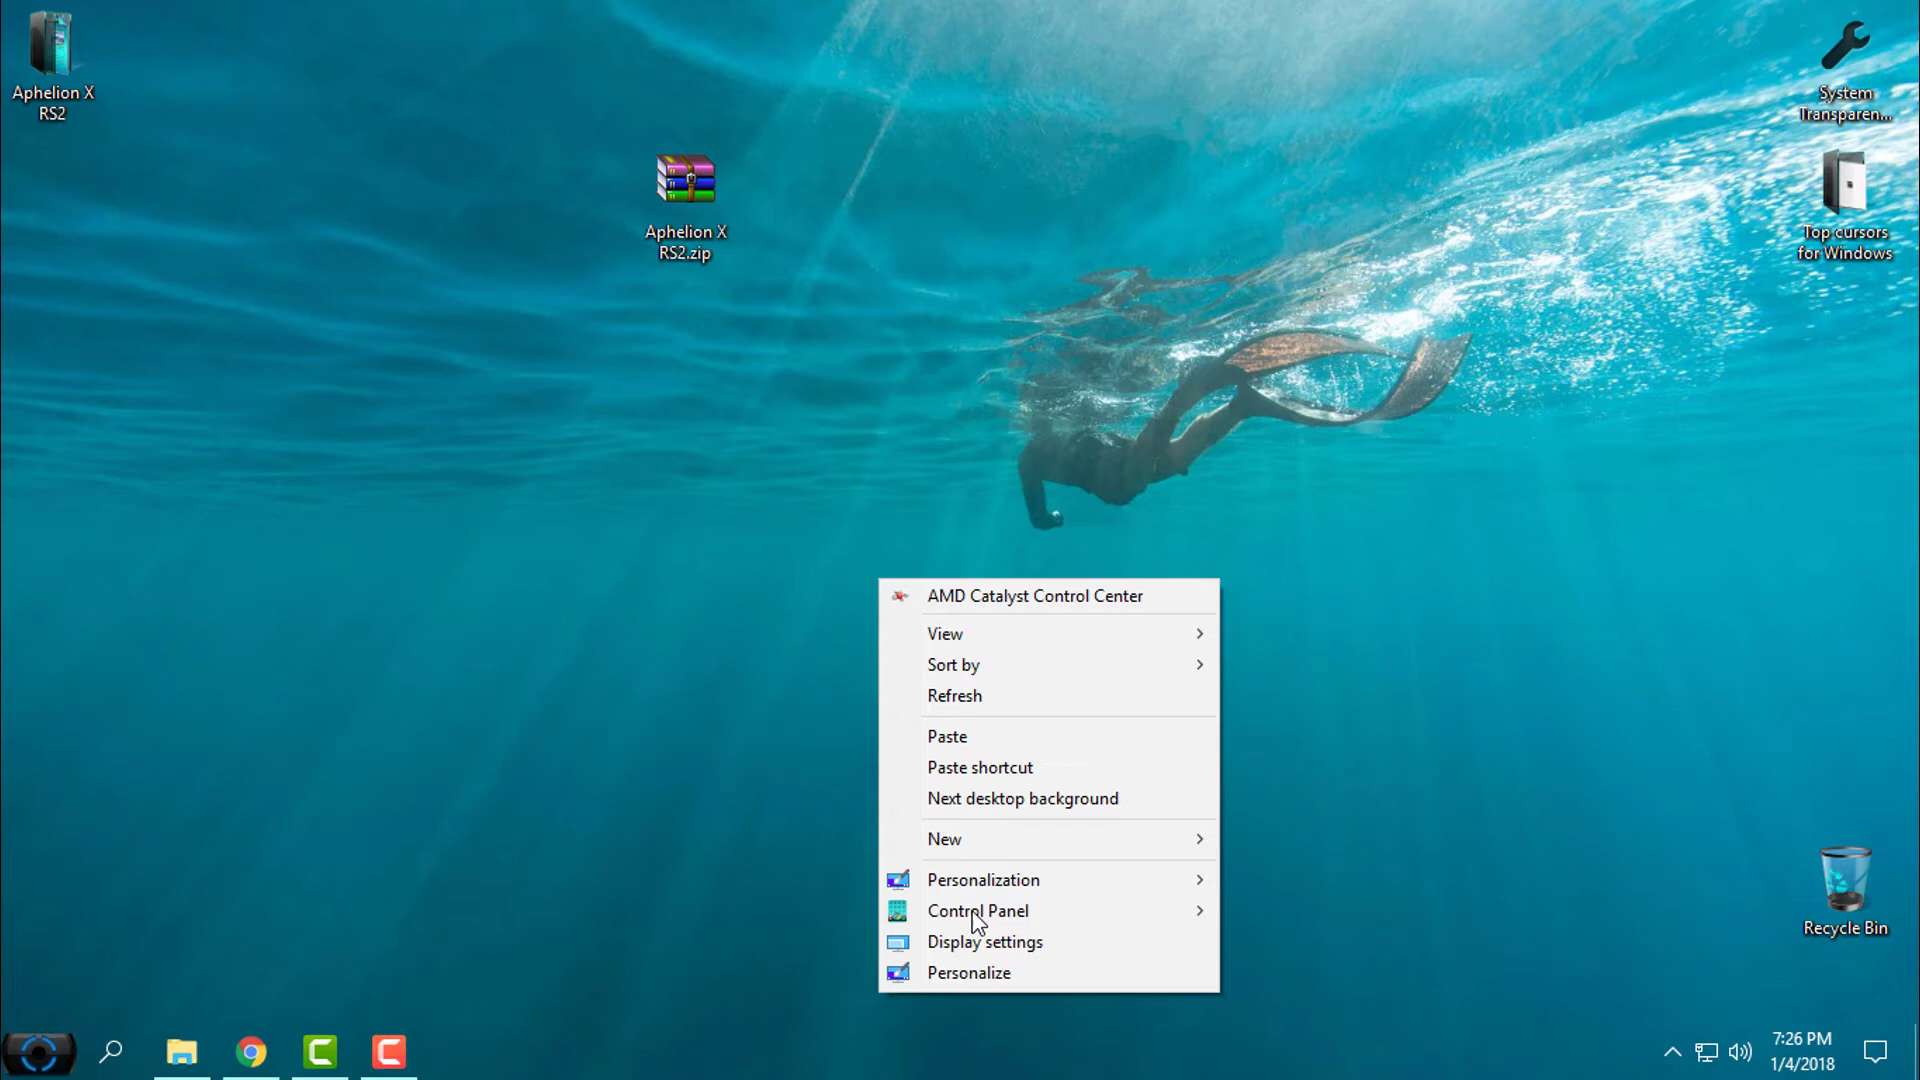 Aphelion X
RS2
Aphelion X
RS2.zip
System
Transparen...
Top cursors
for Windows
AMD Catalyst Control Center
View
Sort by
Refresh
Paste
Paste shortcut
Next desktop background
New
Personalization
Control Panel
Display settings
Personalize
Recycle Bin
7:26 PM
1/4/2018